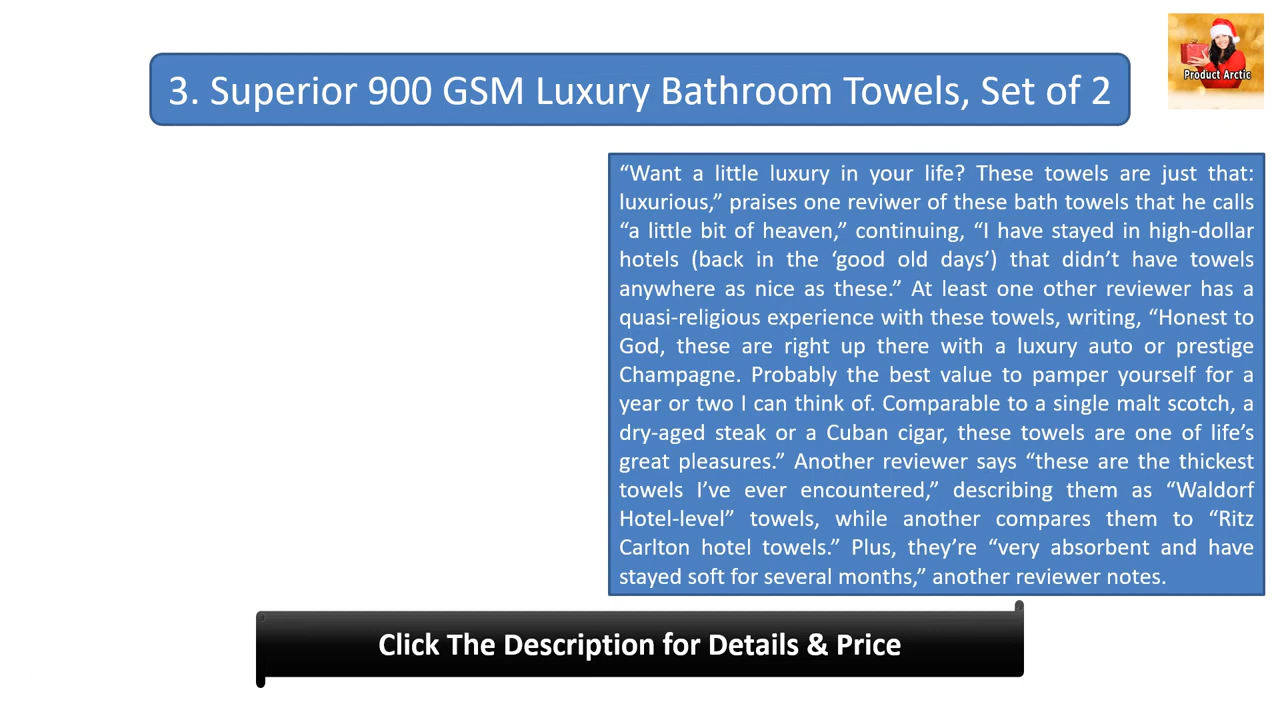 Product Arctic
3. Superior 900 GSM Luxury Bathroom Towels, Set of 2
“Want a little luxury in your life? These towels are just that:
luxurious,” praises one reviwer of these bath towels that he calls
“a little bit of heaven,” continuing, “I have stayed in high-dollar
hotels (back in the ‘good old days’) that didn’t have towels
anywhere as nice as these.” At least one other reviewer has a
quasi-religious experience with these towels, writing, “Honest to
God, these are right up there with a luxury auto or prestige
Champagne. Probably the best value to pamper yourself for a
year or two I can think of. Comparable to a single malt scotch, a
dry-aged steak or a Cuban cigar, these towels are one of life’s
great pleasures.” Another reviewer says “these are the thickest
towels I’ve ever encountered,” describing them as “Waldorf
Hotel-level” towels, while another compares them to “Ritz
Carlton hotel towels.” Plus, they’re “very absorbent and have
stayed soft for several months,” another reviewer notes.
Click The Description for Details & Price